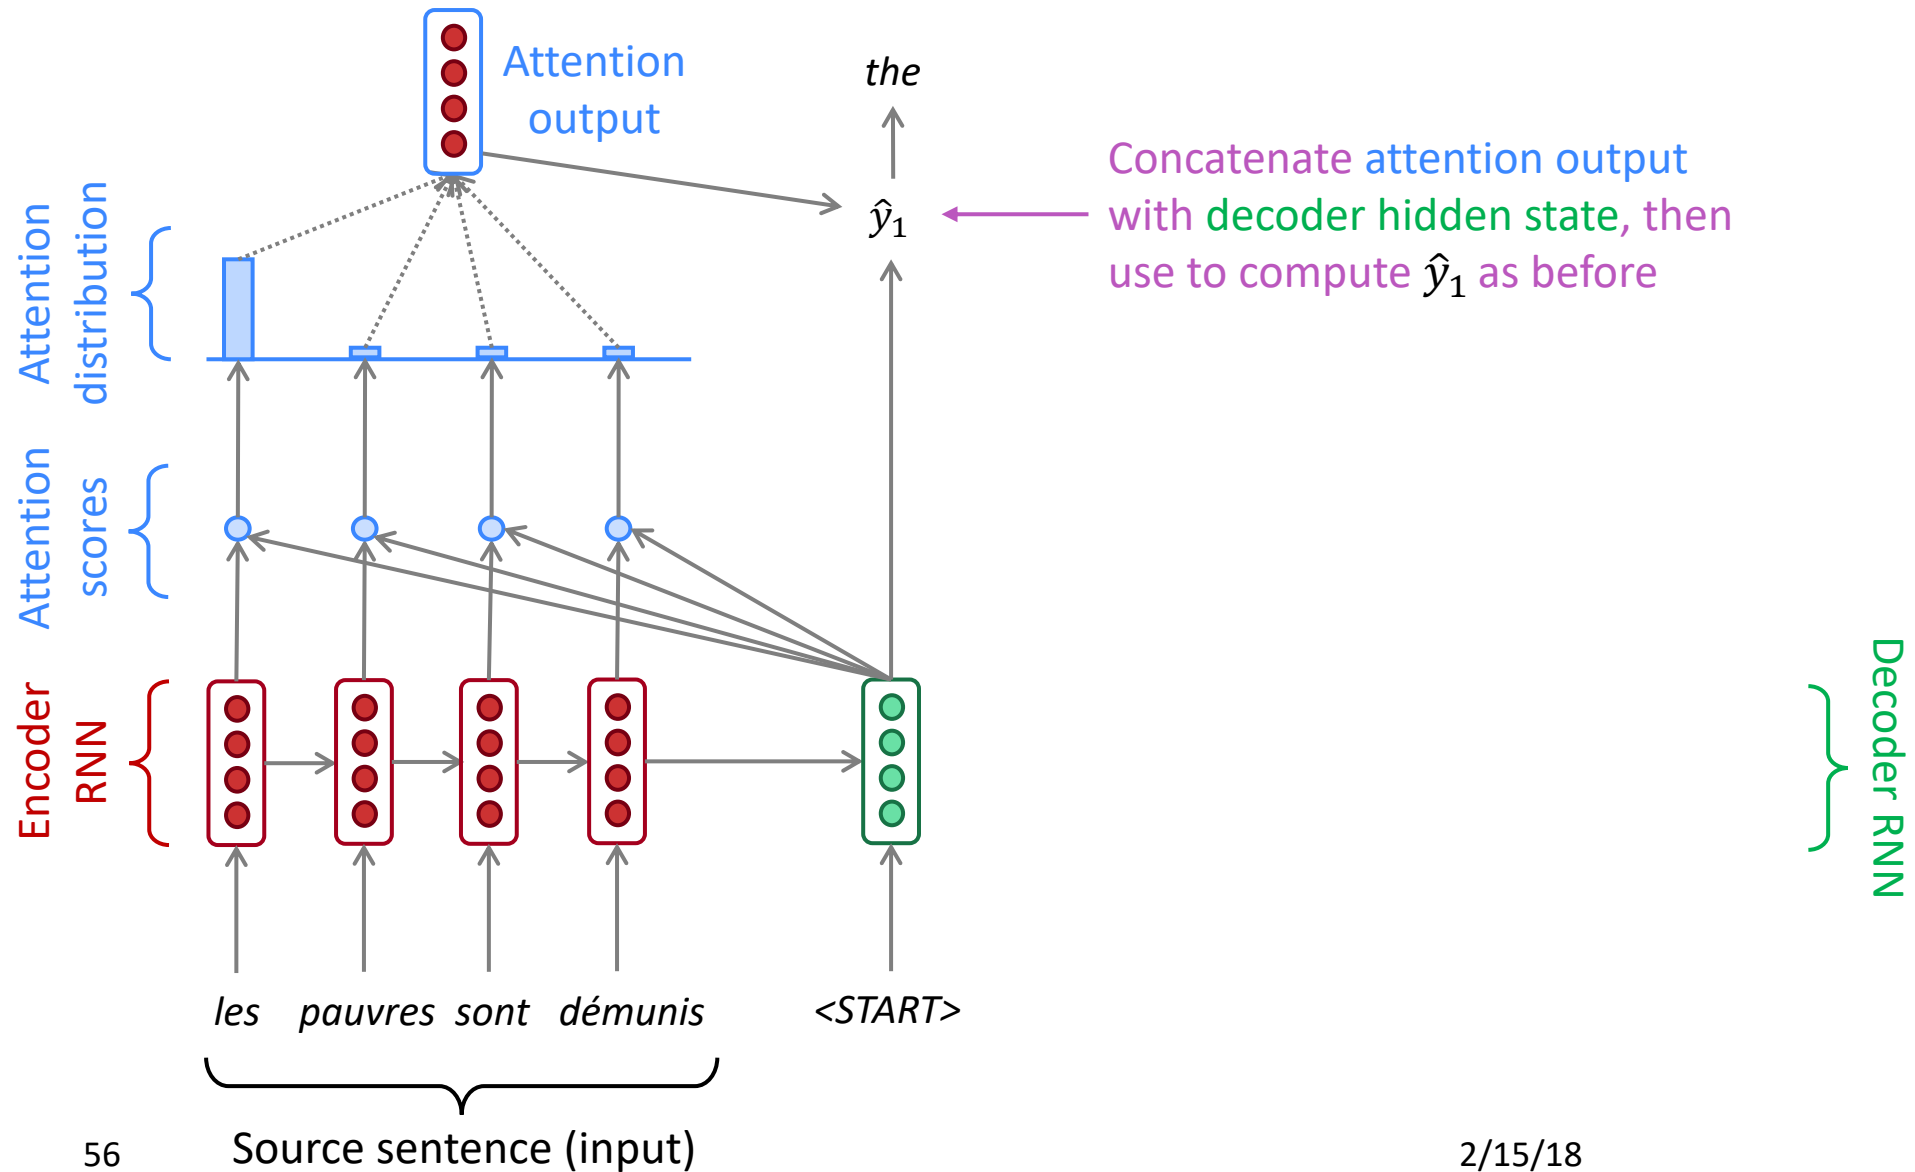 Attention
output
the
Concatenate attention output
with decoder hidden state, then
use to compute ŷ₁ as before
ŷ₁
Attention
distribution
Attention
scores
Encoder
RNN
Decoder RNN
les pauvres sont démunis <START>
Source sentence (input)
56
2/15/18